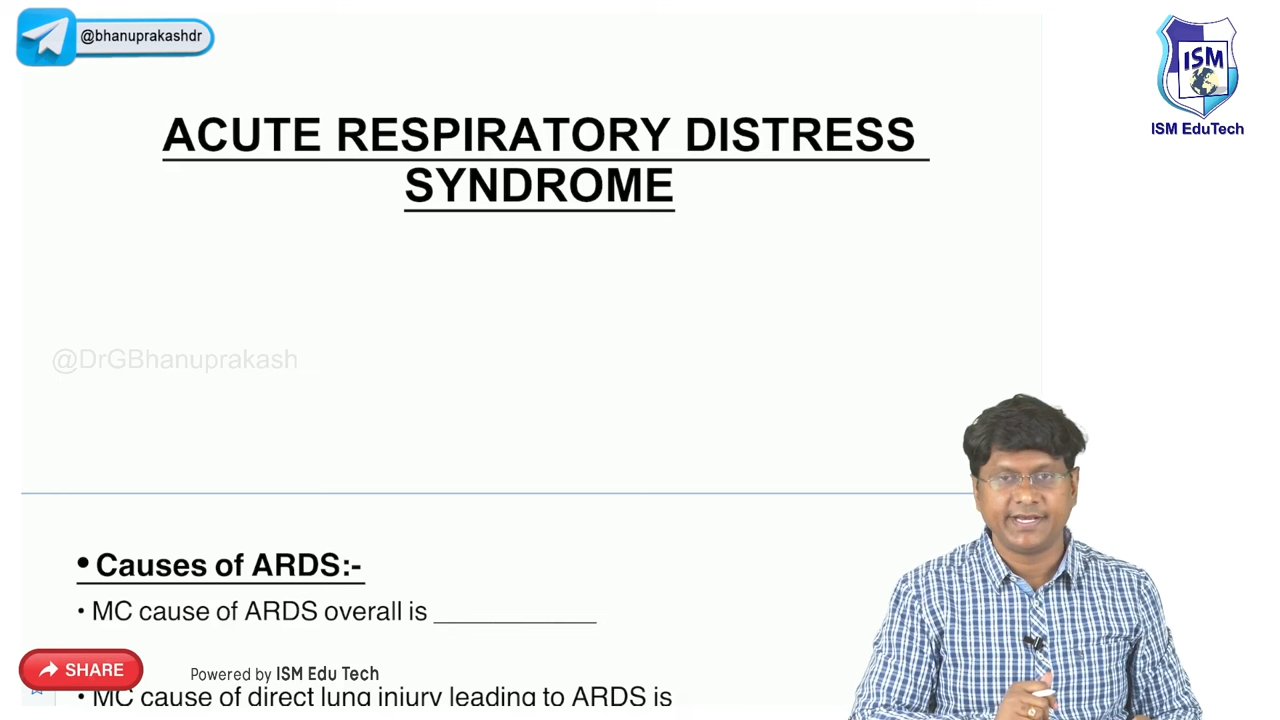 @bhanuprakashdr
ISM
ISM EduTech
ACUTE RESPIRATORY DISTRESS
SYNDROME
@DrGBhanuprakash
• Causes of ARDS:-
• MC cause of ARDS overall is ____________
SHARE
Powered by ISM Edu Tech
• MC cause of direct lung injury leading to ARDS is